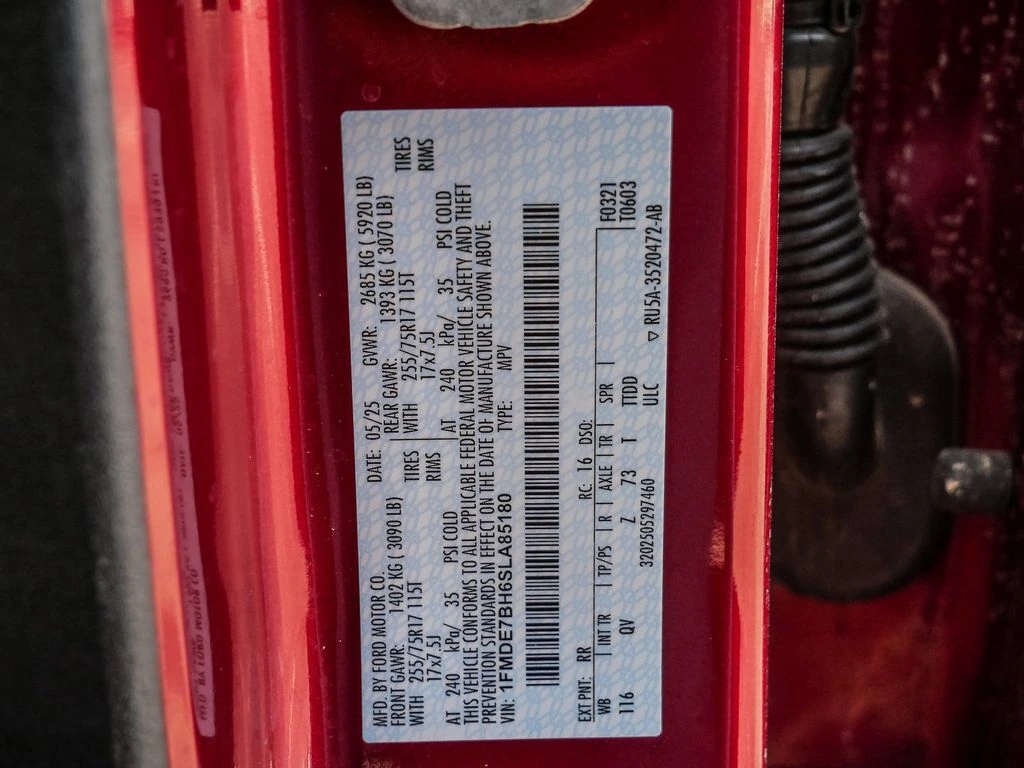 MFD. BY FORD MOTOR CO. DATE: 05/25 GVWR: 2685 KG ( 5920 LB)
FRONT GAWR: 1402 KG ( 3090 LB) REAR GAWR: 1393 KG ( 3070 LB)
WITH 255/75R17 115T TIRES WITH 255/75R17 115T TIRES
17x7.5J RIMS 17x7.5J RIMS
AT 240 kPa/ 35 PSI COLD AT 240 kPa/ 35 PSI COLD
THIS VEHICLE CONFORMS TO ALL APPLICABLE FEDERAL MOTOR VEHICLE SAFETY AND THEFT
PREVENTION STANDARDS IN EFFECT ON THE DATE OF MANUFACTURE SHOWN ABOVE.
VIN: 1FMDE7BH6SLA85180 TYPE: MPV
EXT PNT: RR RC: 16 DSO: F0321
WB INT TR TP/PS R AXLE TR SPR T0603
116 QV Z 73 T TTDD
3202505297460 ULC ▽ RU5A-3520472-AB